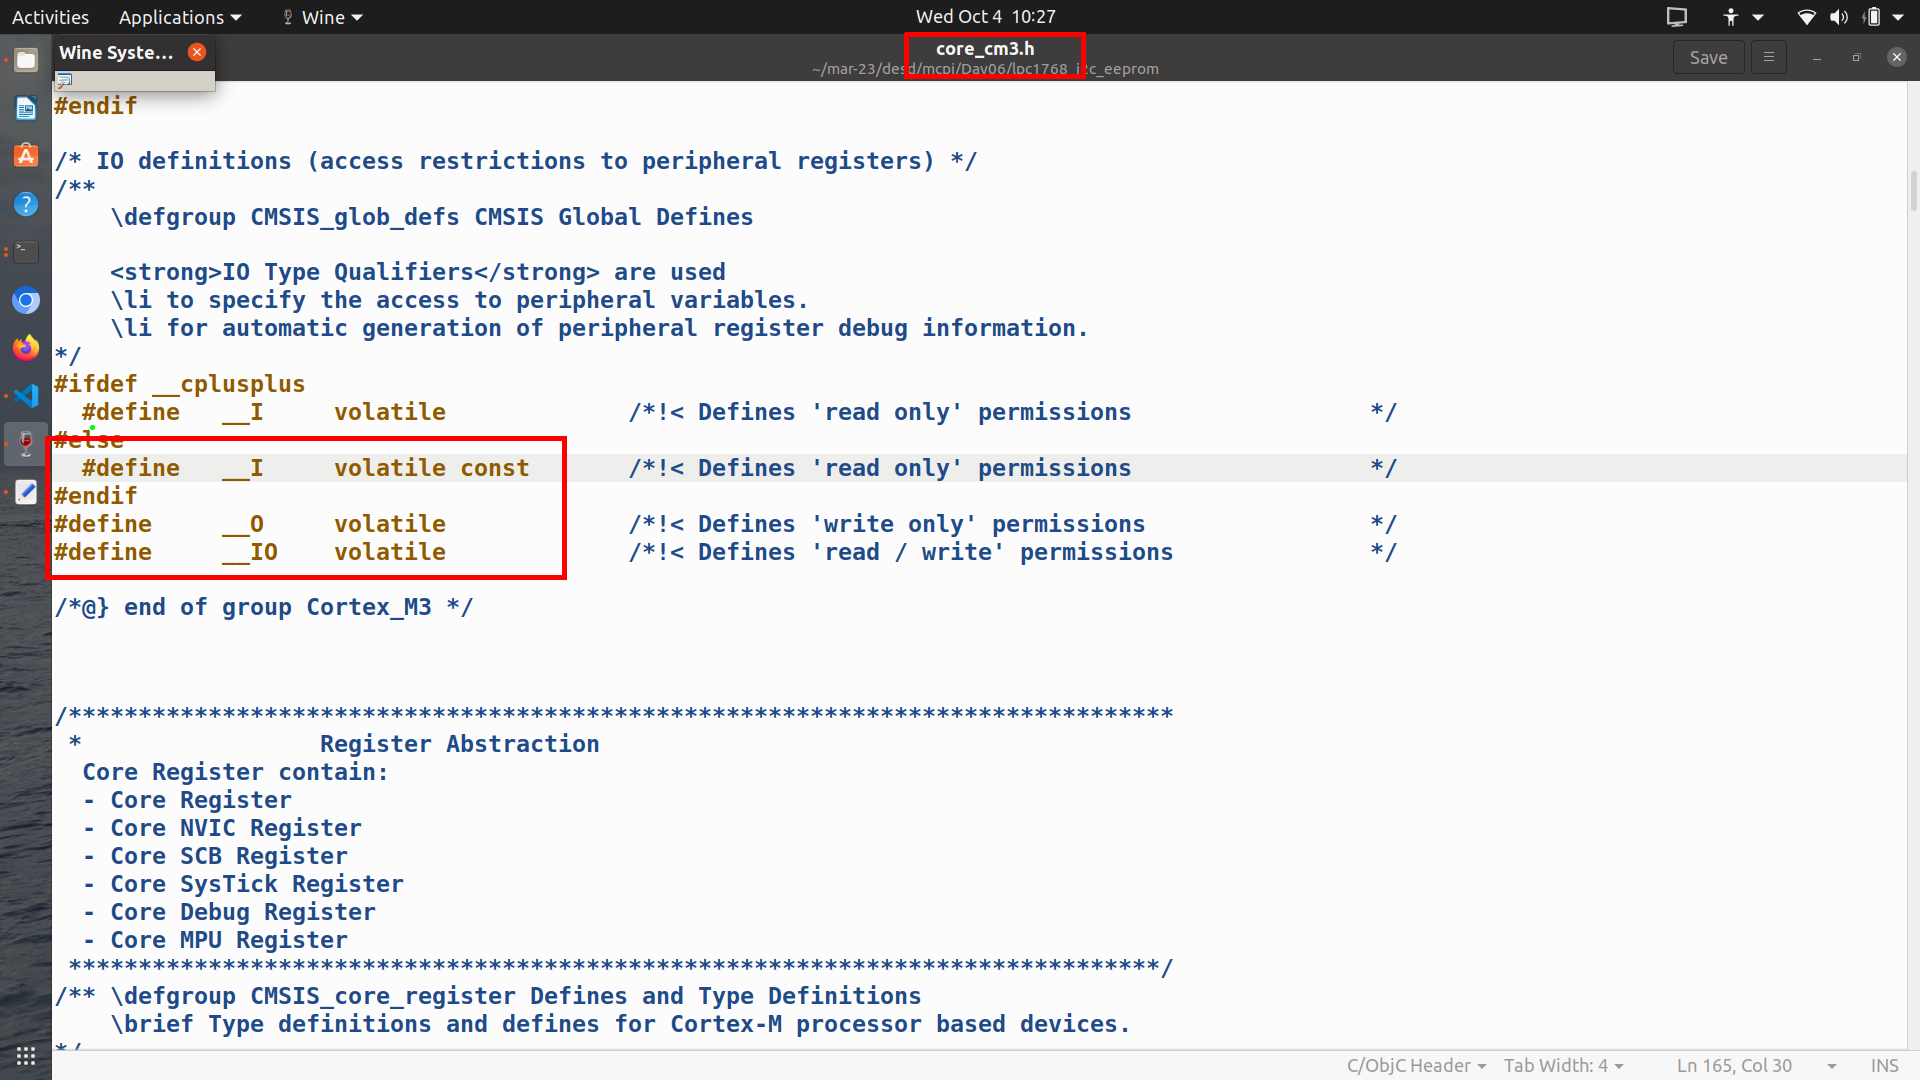 Activities Applications Wine Wed Oct 4 10:27
Wine Syste...
core_cm3.h
~/mar-23/desd/mcpi/Day06/lpc1768_i2c_eeprom
Save
#endif
/* IO definitions (access restrictions to peripheral registers) */
/**
\defgroup CMSIS_glob_defs CMSIS Global Defines
<strong>IO Type Qualifiers</strong> are used
\li to specify the access to peripheral variables.
\li for automatic generation of peripheral register debug information.
*/
#ifdef __cplusplus
#define __I volatile /*!< Defines 'read only' permissions */
#else
#define __I volatile const /*!< Defines 'read only' permissions */
#endif
#define __O volatile /*!< Defines 'write only' permissions */
#define __IO volatile /*!< Defines 'read / write' permissions */
/*@} end of group Cortex_M3 */
/*******************************************************************************
* Register Abstraction
Core Register contain:
- Core Register
- Core NVIC Register
- Core SCB Register
- Core SysTick Register
- Core Debug Register
- Core MPU Register
******************************************************************************/
/** \defgroup CMSIS_core_register Defines and Type Definitions
\brief Type definitions and defines for Cortex-M processor based devices.
*/
C/ObjC Header Tab Width: 4 Ln 165, Col 30 INS